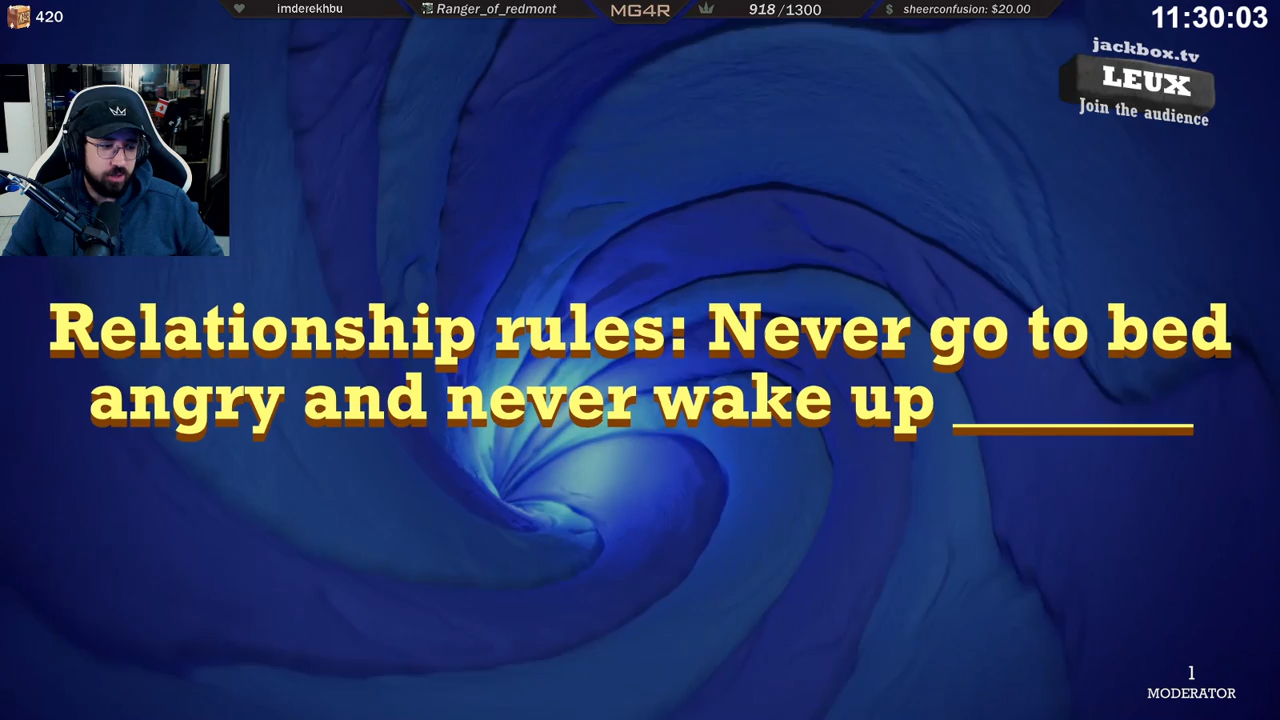 420
imderekhbu
Ranger_of_redmont
MG4R
918 / 1300
$ sheerconfusion: $20.00
11:30:03
jackbox.tv
LEUX
Join the audience
Relationship rules: Never go to bed
angry and never wake up ________
1
MODERATOR